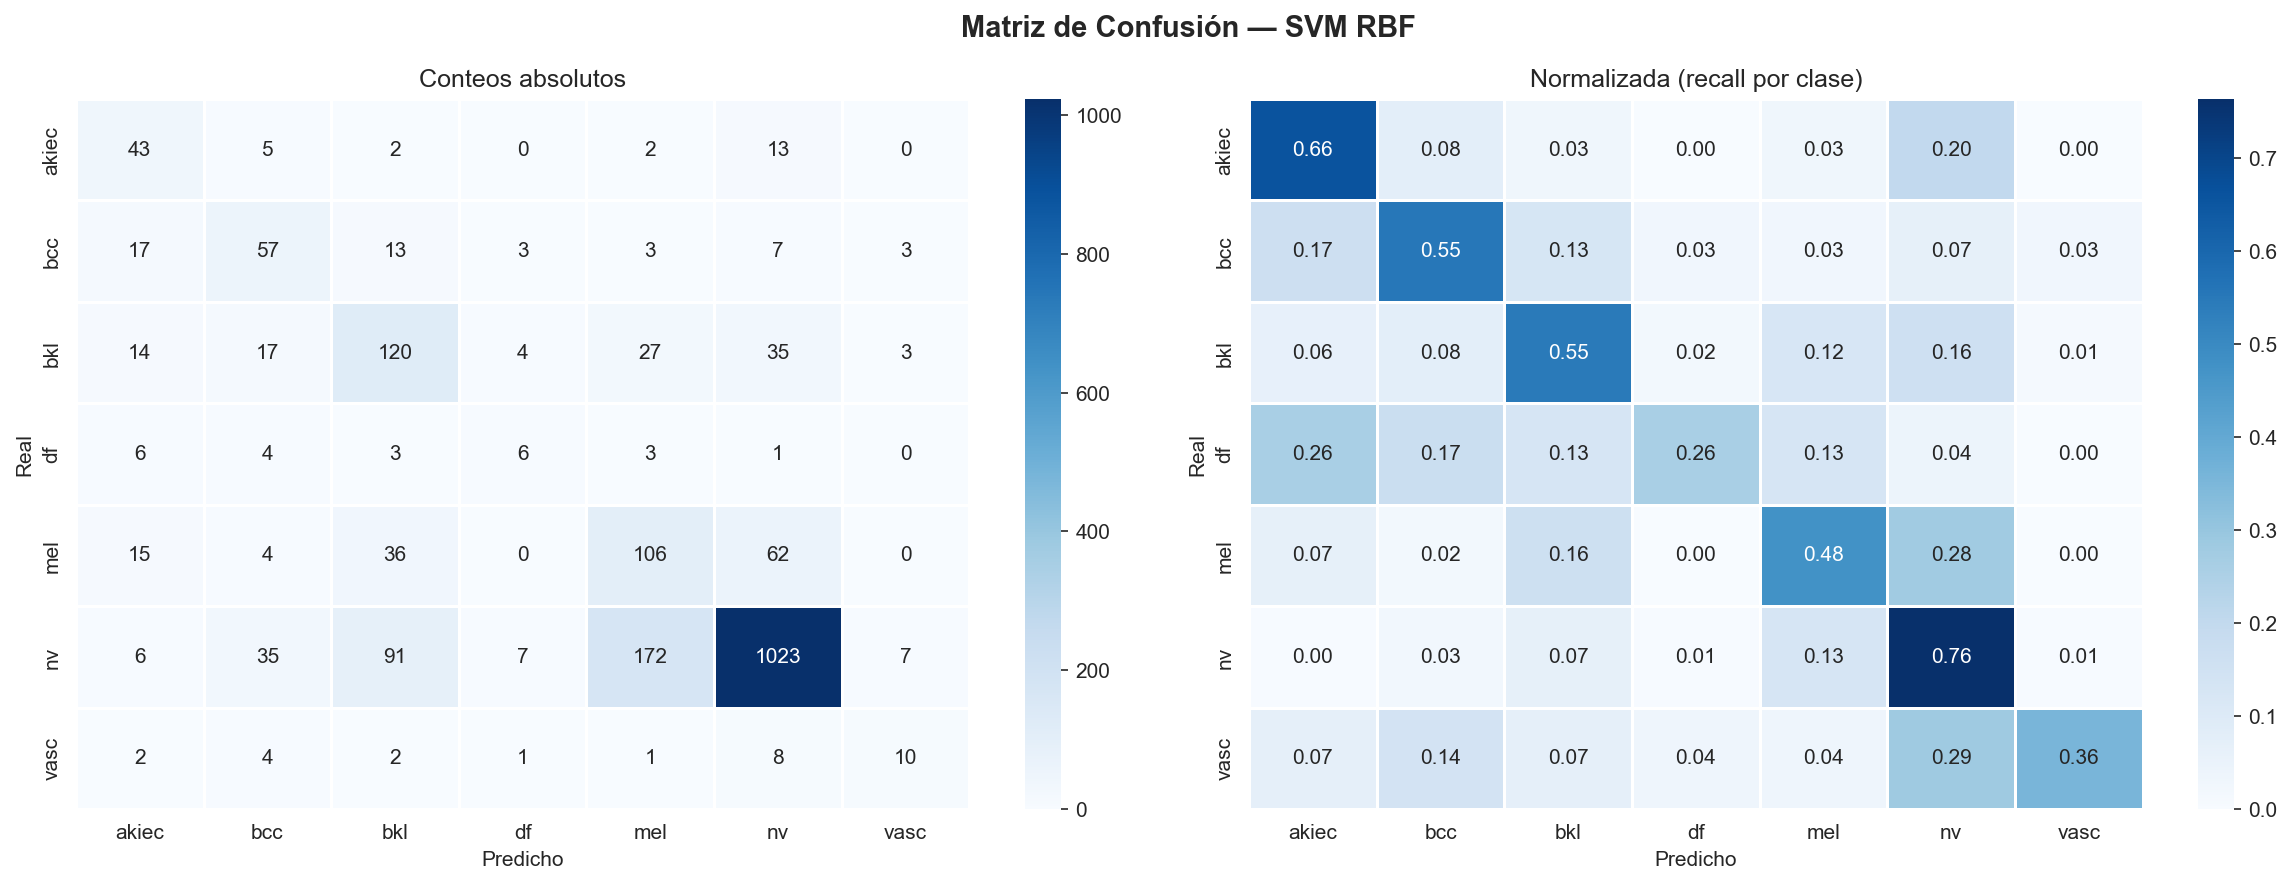 Matriz de Confusión — SVM RBF
Conteos absolutos
akiec 43 5 2 0 2 13 0
bcc 17 57 13 3 3 7 3
bkl 14 17 120 4 27 35 3
df 6 4 3 6 3 1 0
mel 15 4 36 0 106 62 0
nv 6 35 91 7 172 1023 7
vasc 2 4 2 1 1 8 10
akiec bcc bkl df mel nv vasc
Real
Predicho
1000
800
600
400
200
0
Normalizada (recall por clase)
akiec 0.66 0.08 0.03 0.00 0.03 0.20 0.00
bcc 0.17 0.55 0.13 0.03 0.03 0.07 0.03
bkl 0.06 0.08 0.55 0.02 0.12 0.16 0.01
df 0.26 0.17 0.13 0.26 0.13 0.04 0.00
mel 0.07 0.02 0.16 0.00 0.48 0.28 0.00
nv 0.00 0.03 0.07 0.01 0.13 0.76 0.01
vasc 0.07 0.14 0.07 0.04 0.04 0.29 0.36
akiec bcc bkl df mel nv vasc
Real
Predicho
0.7
0.6
0.5
0.4
0.3
0.2
0.1
0.0